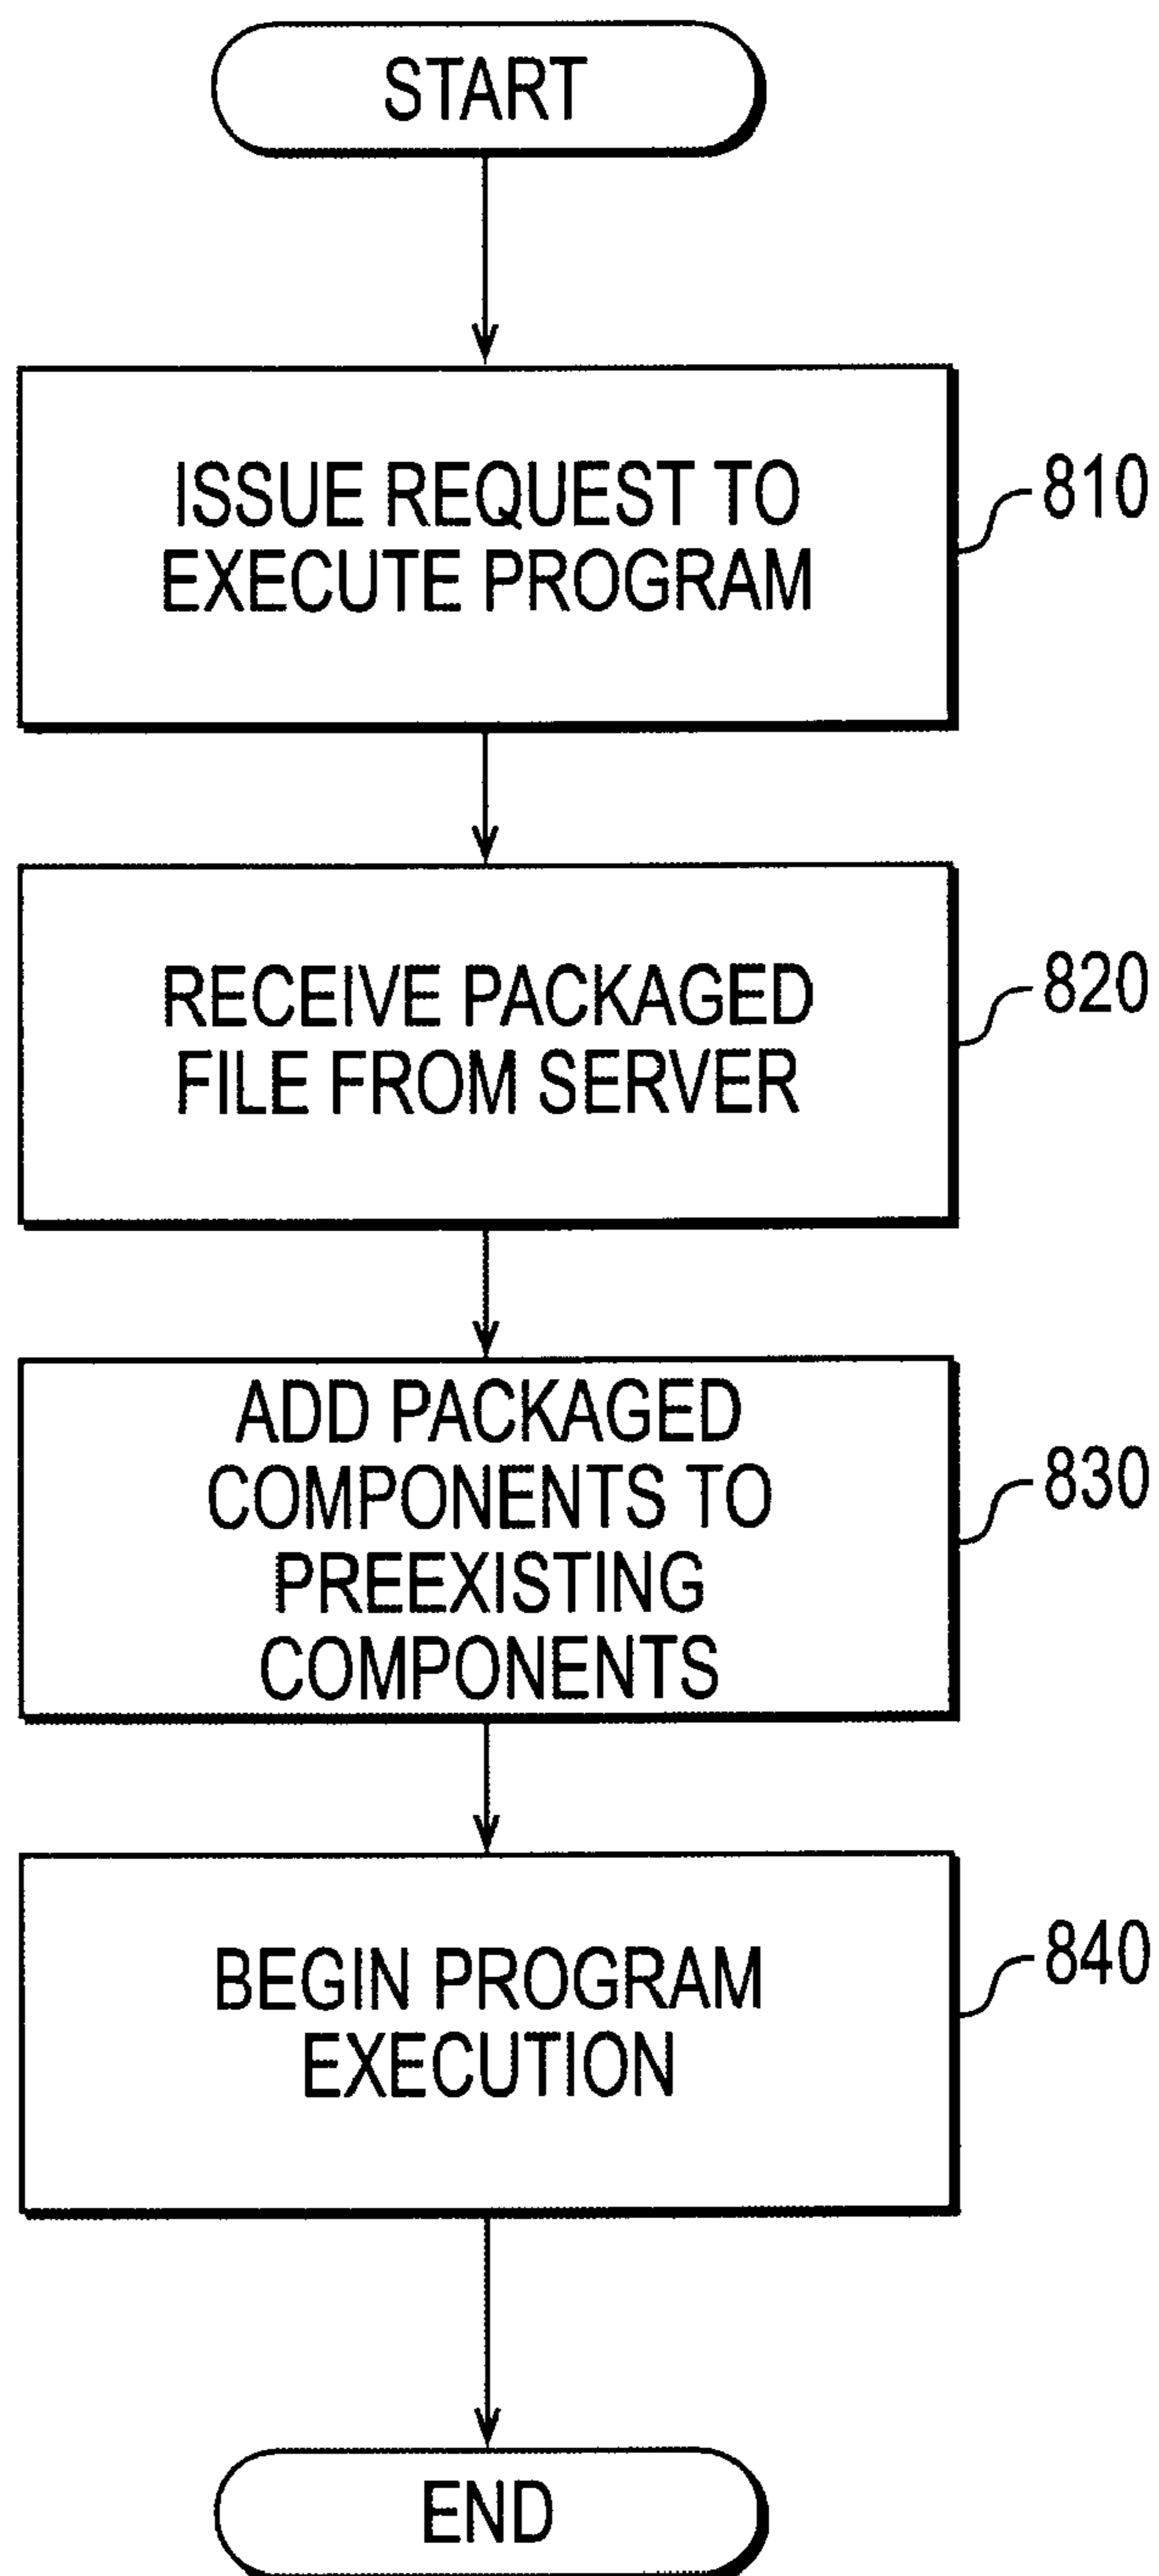 START
ISSUE REQUEST TO
EXECUTE PROGRAM
810
RECEIVE PACKAGED
FILE FROM SERVER
820
ADD PACKAGED
COMPONENTS TO
PREEXISTING
COMPONENTS
830
BEGIN PROGRAM
EXECUTION
840
END